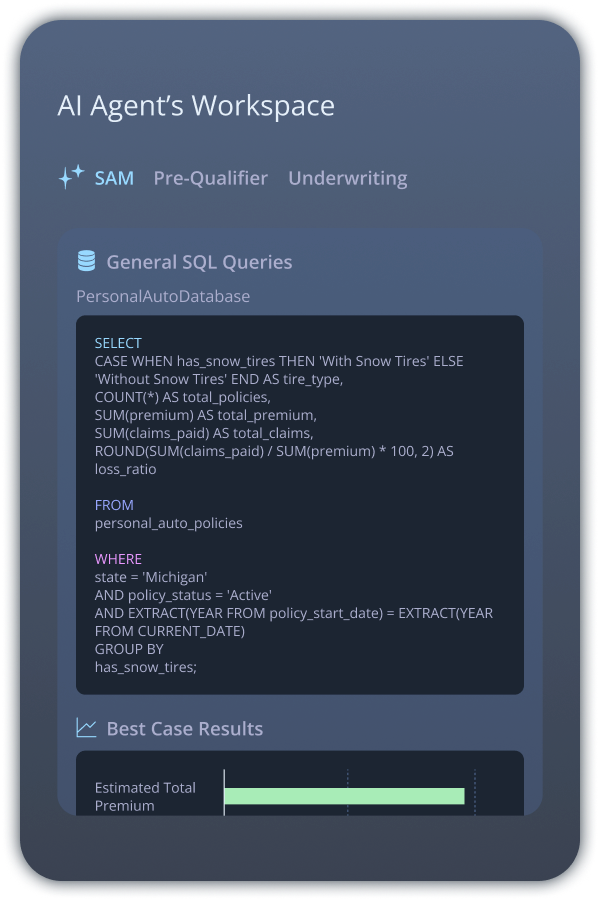 AI Agent’s Workspace
SAM Pre-Qualifier Underwriting
General SQL Queries
PersonalAutoDatabase
SELECT
CASE WHEN has_snow_tires THEN 'With Snow Tires' ELSE
'Without Snow Tires' END AS tire_type,
COUNT(*) AS total_policies,
SUM(premium) AS total_premium,
SUM(claims_paid) AS total_claims,
ROUND(SUM(claims_paid) / SUM(premium) * 100, 2) AS
loss_ratio
FROM
personal_auto_policies
WHERE
state = 'Michigan'
AND policy_status = 'Active'
AND EXTRACT(YEAR FROM policy_start_date) = EXTRACT(YEAR
FROM CURRENT_DATE)
GROUP BY
has_snow_tires;
Best Case Results
Estimated Total
Premium